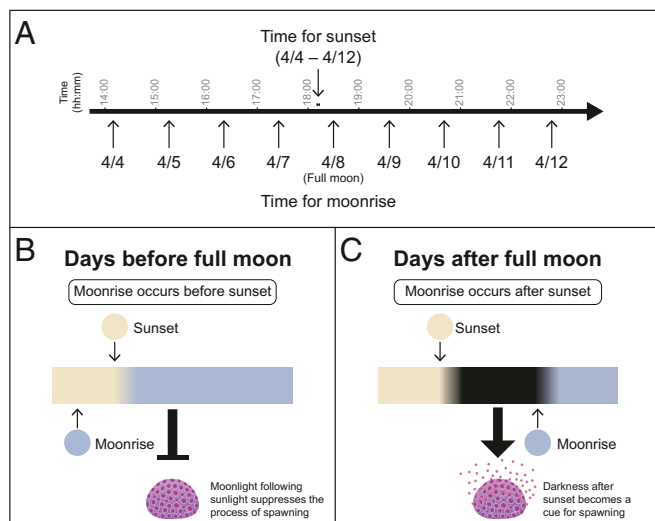 A
Time for sunset
(4/4 – 4/12)
Time
(hh:mm)
14:00
15:00
16:00
17:00
18:00
19:00
20:00
21:00
22:00
23:00
4/4
4/5
4/6
4/7
4/8
4/9
4/10
4/11
4/12
(Full moon)
Time for moonrise
B
Days before full moon
Moonrise occurs before sunset
Sunset
Moonrise
Moonlight following
sunlight suppresses the
process of spawning
C
Days after full moon
Moonrise occurs after sunset
Sunset
Moonrise
Darkness after
sunset becomes a
cue for spawning